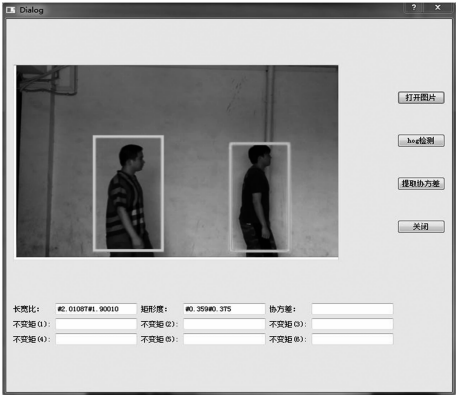 Dialog
打开图片
hog检测
提取协方差
关闭
长宽比: #2.01087#1.90010 矩形度: #0.359#0.375 协方差:
不变矩(1): 不变矩(2): 不变矩(3):
不变矩(4): 不变矩(5): 不变矩(6):